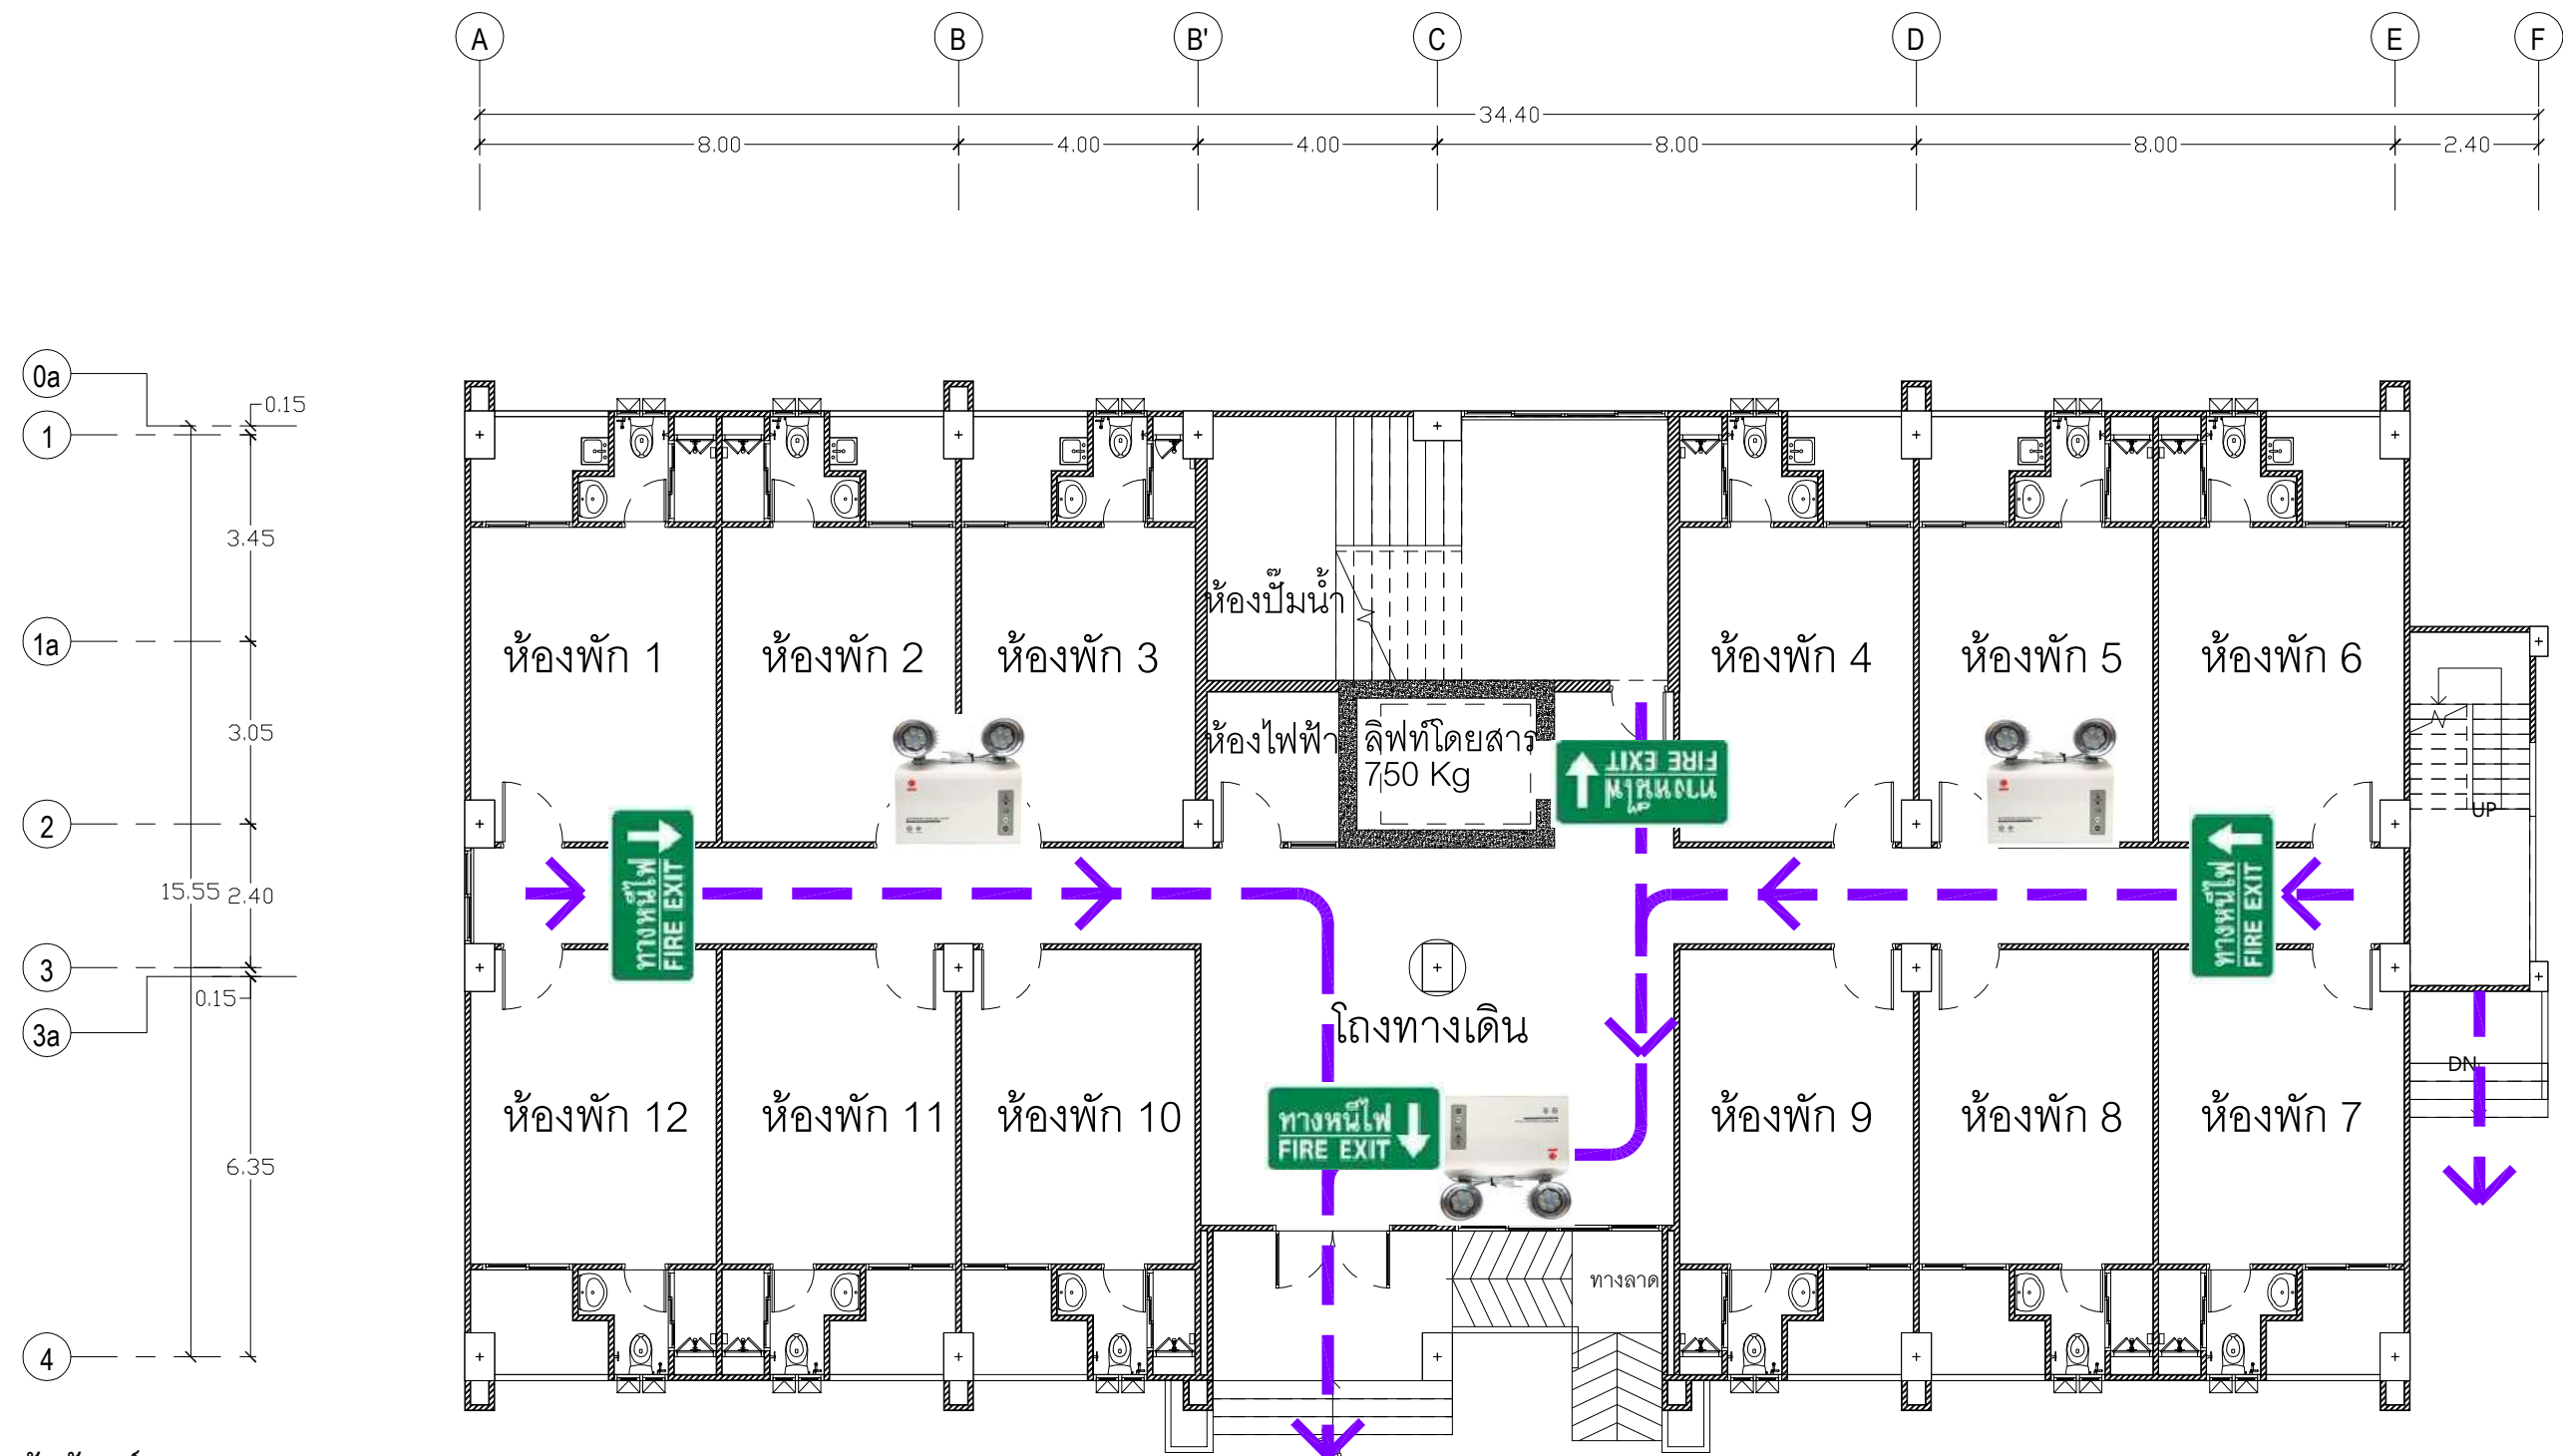 A B B' C D E F
34.40
8.00 4.00 4.00 8.00 8.00 2.40
0a
0.15
1
3.45
ห้องปั๊มน้ำ
1a
ห้องพัก 1 ห้องพัก 2 ห้องพัก 3 ห้องพัก 4 ห้องพัก 5 ห้องพัก 6
3.05
ห้องไฟฟ้า ลิฟท์โดยสาร
750 Kg
ทางหนีไฟ
FIRE EXIT
UP
2
15.55 2.40
ทางหนีไฟ
FIRE EXIT
ทางหนีไฟ
FIRE EXIT
3
0.15
3a
โถงทางเดิน
DN
ห้องพัก 12 ห้องพัก 11 ห้องพัก 10 ห้องพัก 9 ห้องพัก 8 ห้องพัก 7
ทางหนีไฟ
FIRE EXIT
6.35
ทางลาด
4